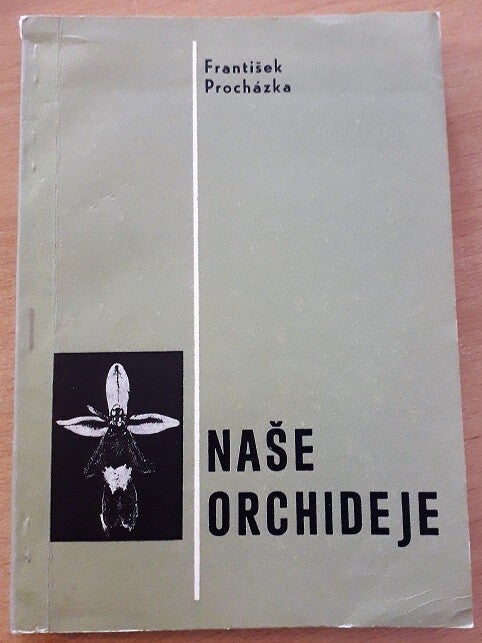 František
Procházka
NAŠE
ORCHIDEJE